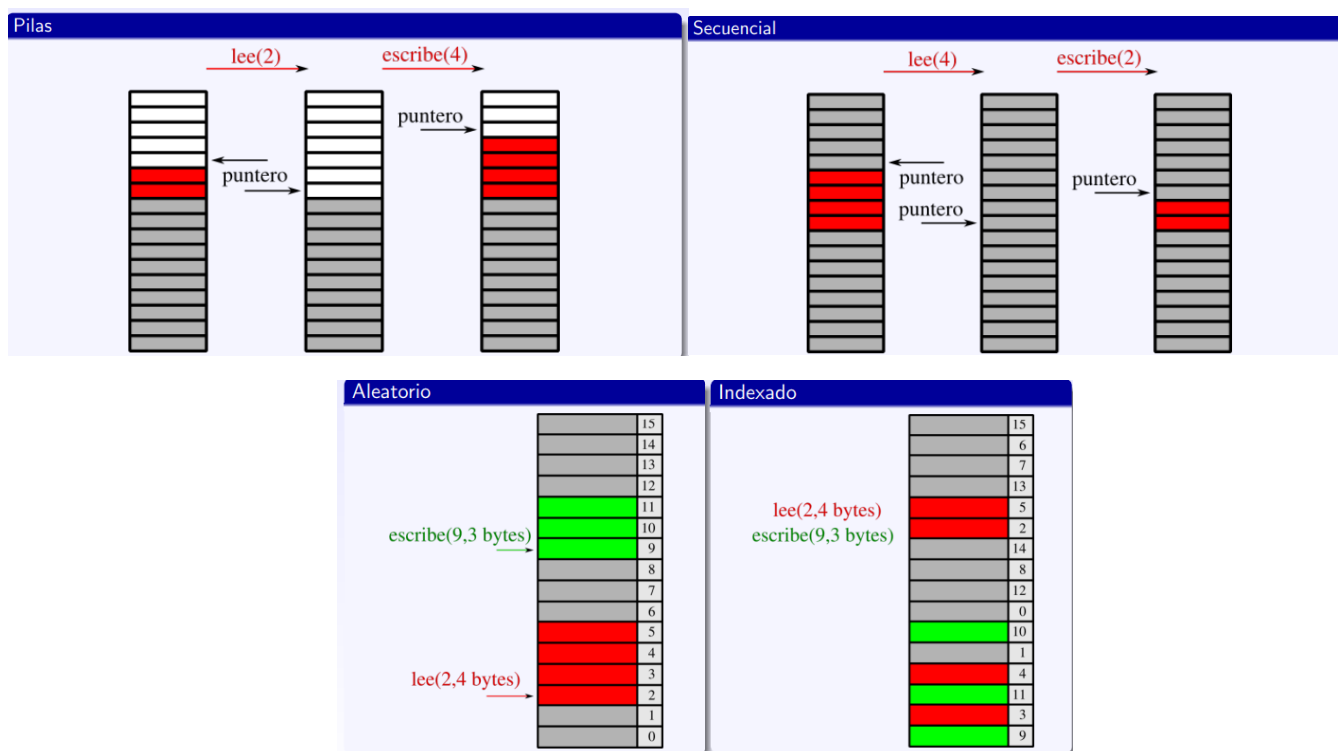 Pilas
lee(2)
escribe(4)
puntero
puntero
Secuencial
lee(4)
escribe(2)
puntero
puntero
puntero
Aleatorio
15
14
13
12
11
10
escribe(9,3 bytes)
9
8
7
6
5
4
3
lee(2,4 bytes)
2
1
0
Indexado
15
6
7
13
lee(2,4 bytes)
5
escribe(9,3 bytes)
2
14
8
12
0
10
1
4
11
3
9